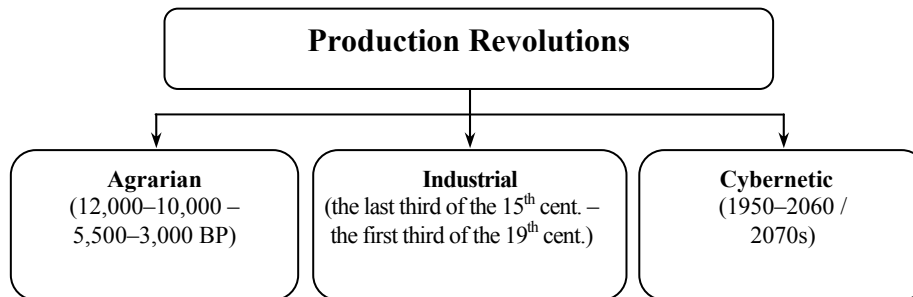 Production Revolutions
Agrarian
(12,000–10,000 –
5,500–3,000 BP)
Industrial
(the last third of the 15th cent. –
the first third of the 19th cent.)
Cybernetic
(1950–2060 /
2070s)